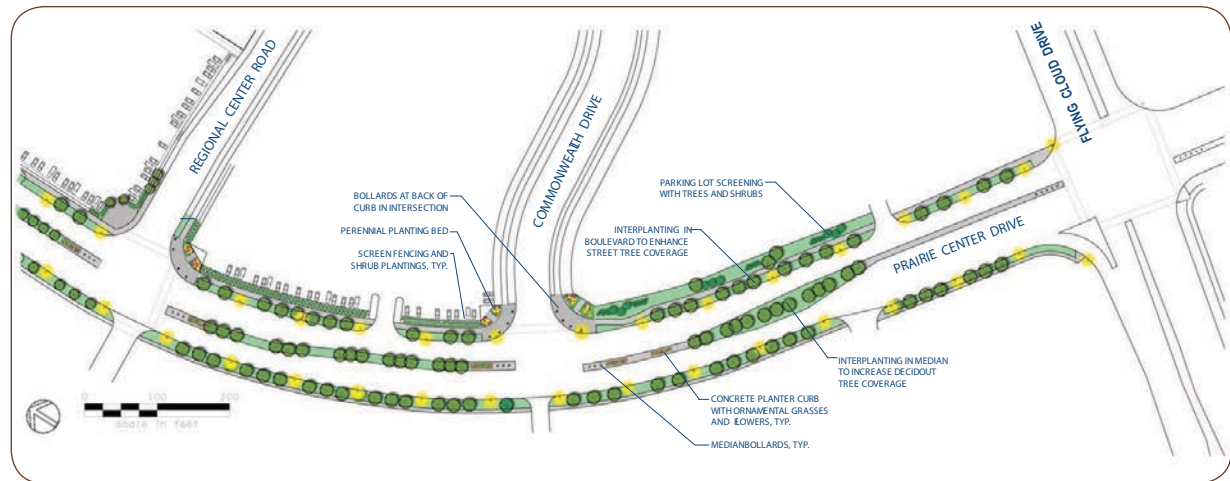 REGIONAL CENTER ROAD
COMMONWEALTH DRIVE
FLYING CLOUD DRIVE
PRAIRIE CENTER DRIVE
BOLLARDS AT BACK OF
CURB IN INTERSECTION
PERENNIAL PLANTING BED
SCREEN FENCING AND
SHRUB PLANTINGS, TYP.
PARKING LOT SCREENING
WITH TREES AND SHRUBS
INTERPLANTING IN
BOULEVARD TO ENHANCE
STREET TREE COVERAGE
INTERPLANTING IN MEDIAN
TO INCREASE DECIDOUT
TREE COVERAGE
CONCRETE PLANTER CURB
WITH ORNAMENTAL GRASSES
AND FLOWERS, TYP.
MEDIANBOLLARDS, TYP.
0 100 200
scale in feet